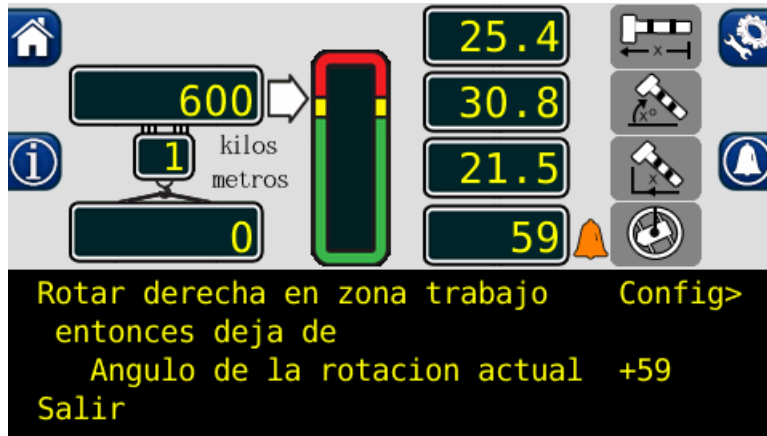 25.4
600
30.8
x°
1
kilos
metros
21.5
x
0
59
Rotar derecha en zona trabajo Config>
entonces deja de
Angulo de la rotacion actual +59
Salir